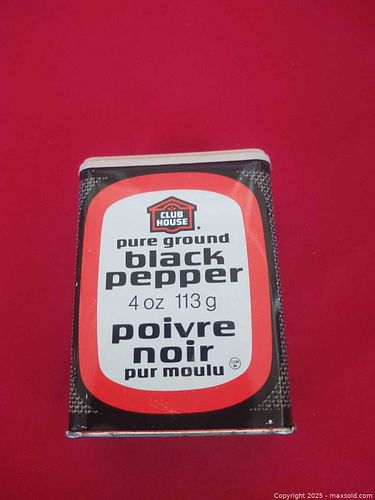 CLUB
HOUSE
pure ground
black
pepper
4 oz 113 g
poivre
noir
pur moulu
Copyright 2025 - maxsold.com